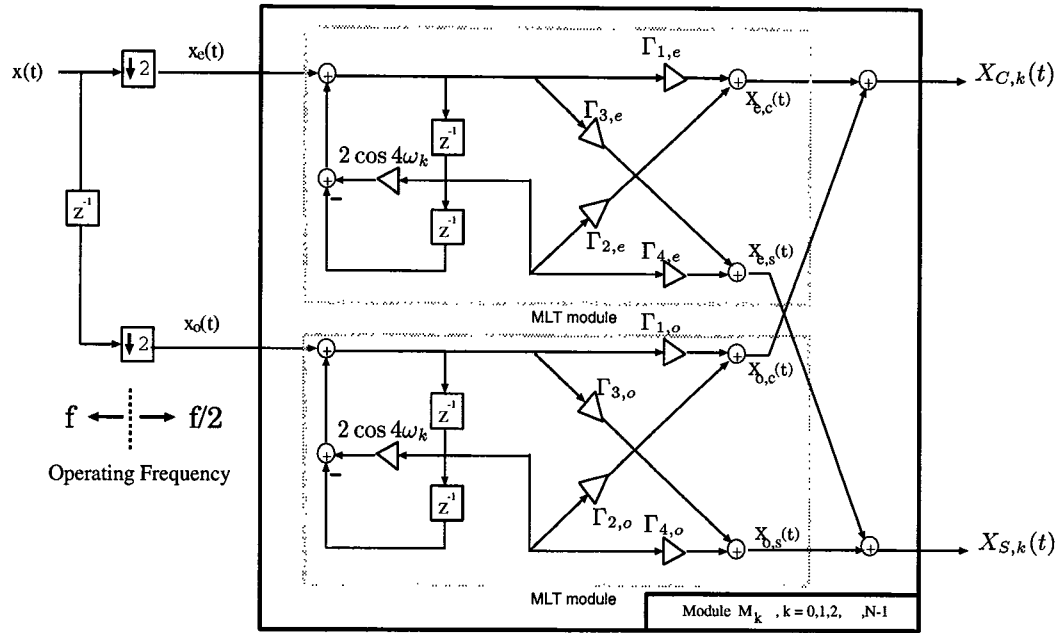 x(t)
↓2
x_e(t)
+
Γ_{1,e}
+
X_{e,c}(t)
+
X_{C,k}(t)
z^{-1}
Γ_{3,e}
2 cos 4ω_k
+
−
z^{-1}
z^{-1}
Γ_{2,e}
Γ_{4,e}
+
X_{e,s}(t)
MLT module
↓2
x_o(t)
+
Γ_{1,o}
+
X_{o,c}(t)
z^{-1}
Γ_{3,o}
f
f/2
Operating Frequency
2 cos 4ω_k
+
−
z^{-1}
Γ_{2,o}
Γ_{4,o}
+
X_{o,s}(t)
+
X_{S,k}(t)
MLT module
Module M_k , k = 0,1,2, ,N-1